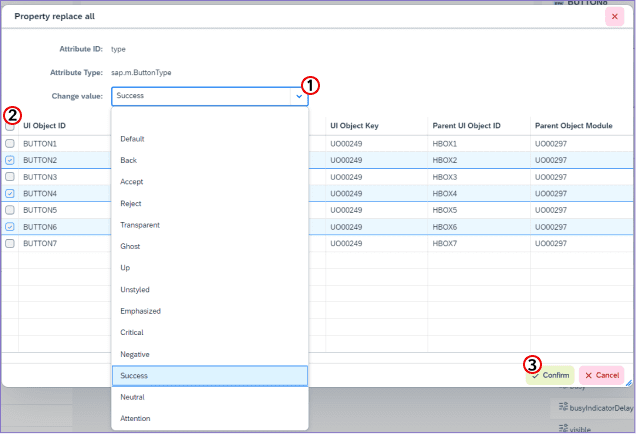 BUTTON8
Property replace all
Attribute ID: type
Attribute Type: sap.m.ButtonType
Change value: Success
1
2
UI Object ID UI Object Key Parent UI Object ID Parent Object Module
BUTTON1 UO00249 HBOX1 UO00297
BUTTON2 UO00249 HBOX2 UO00297
BUTTON3 UO00249 HBOX3 UO00297
BUTTON4 UO00249 HBOX4 UO00297
BUTTON5 UO00249 HBOX5 UO00297
BUTTON6 UO00249 HBOX6 UO00297
BUTTON7 UO00249 HBOX7 UO00297
Default
Back
Accept
Reject
Transparent
Ghost
Up
Unstyled
Emphasized
Critical
Negative
Success
Neutral
Attention
3
Confirm Cancel
busy
busyIndicatorDelay
visible